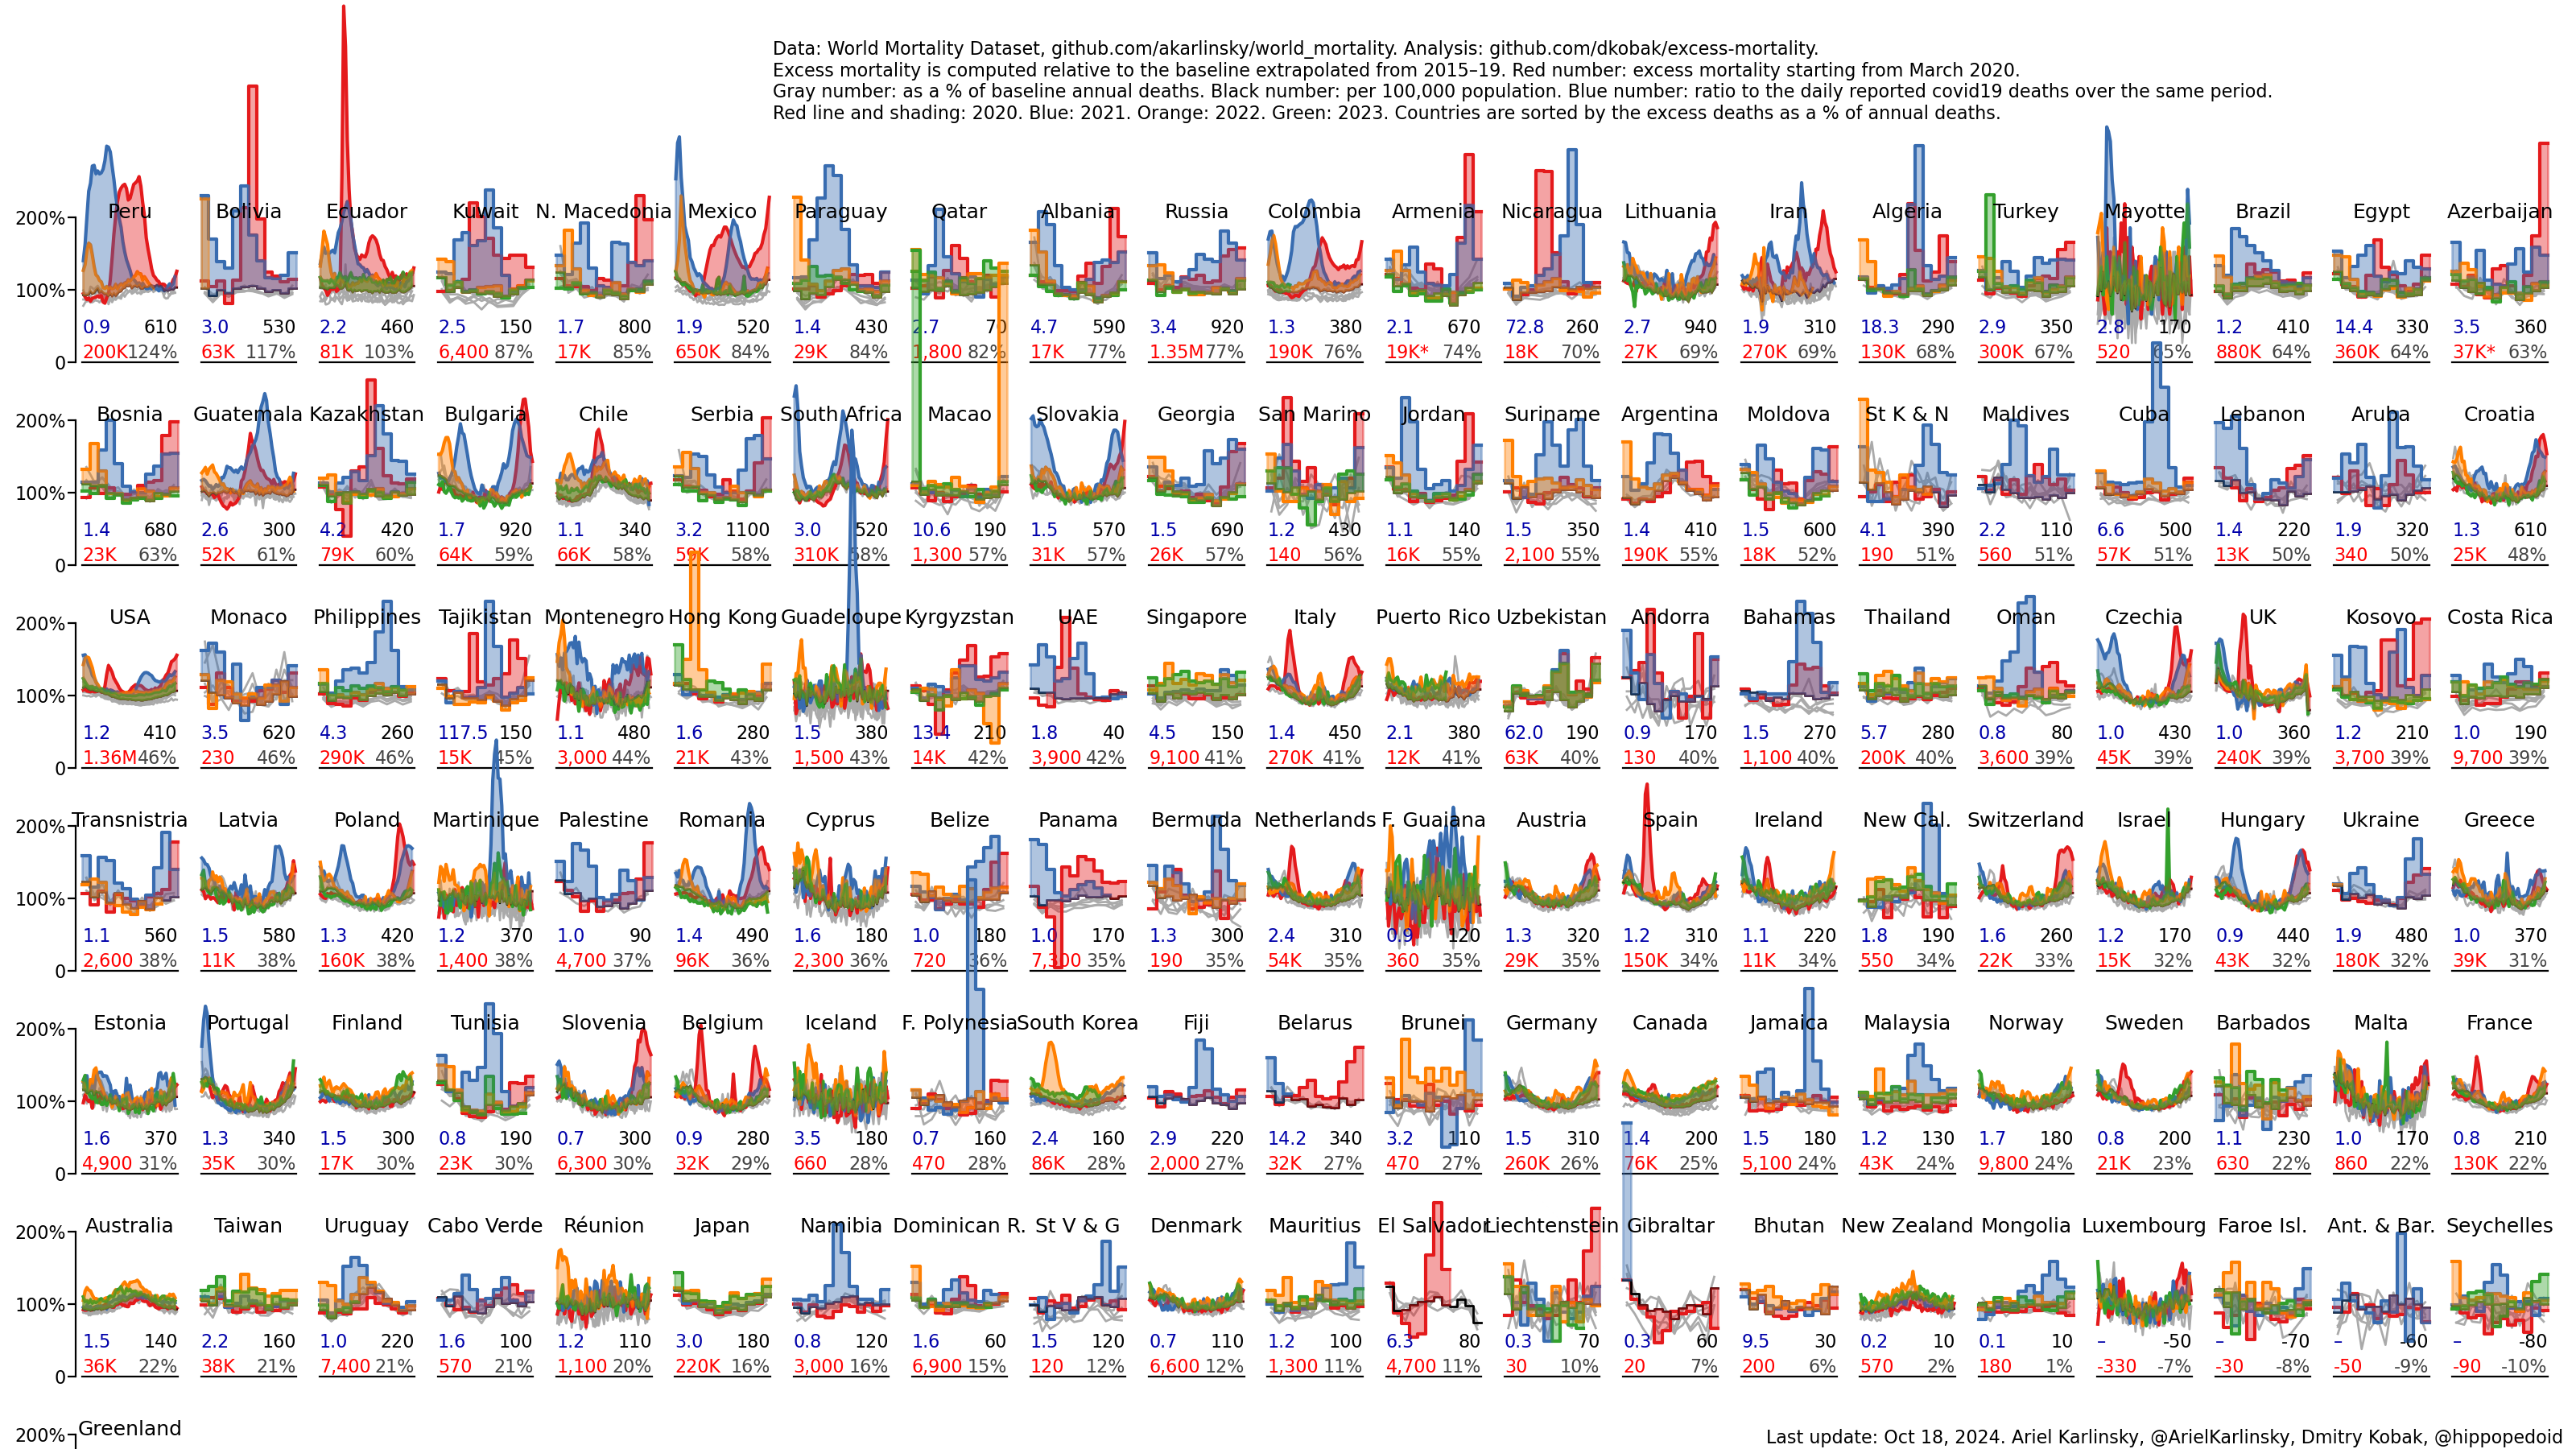 Data: World Mortality Dataset, github.com/akarlinsky/world_mortality. Analysis: github.com/dkobak/excess-mortality.
Excess mortality is computed relative to the baseline extrapolated from 2015–19. Red number: excess mortality starting from March 2020.
Gray number: as a % of baseline annual deaths. Black number: per 100,000 population. Blue number: ratio to the daily reported covid19 deaths over the same period.
Red line and shading: 2020. Blue: 2021. Orange: 2022. Green: 2023. Countries are sorted by the excess deaths as a % of annual deaths.
200% Peru Bolivia Ecuador Kuwait N. Macedonia Mexico Paraguay Qatar Albania Russia Colombia Armenia Nicaragua Lithuania Iran Algeria Turkey Mayotte Brazil Egypt Azerbaijan
100%
0.9 610 3.0 530 2.2 460 2.5 150 1.7 800 1.9 520 1.4 430 2.7 70 4.7 590 3.4 920 1.3 380 2.1 670 72.8 260 2.7 940 1.9 310 18.3 290 2.9 350 2.8 170 1.2 410 14.4 330 3.5 360
0 200K 124% 63K 117% 81K 103% 6,400 87% 17K 85% 650K 84% 29K 84% 1,800 82% 17K 77% 1.35M 77% 190K 76% 19K* 74% 18K 70% 27K 69% 270K 69% 130K 68% 300K 67% 520 65% 880K 64% 360K 64% 37K* 63%
200% Bosnia Guatemala Kazakhstan Bulgaria Chile Serbia South Africa Macao Slovakia Georgia San Marino Jordan Suriname Argentina Moldova St K & N Maldives Cuba Lebanon Aruba Croatia
100%
1.4 680 2.6 300 4.2 420 1.7 920 1.1 340 3.2 1100 3.0 520 10.6 190 1.5 570 1.5 690 1.2 430 1.1 140 1.5 350 1.4 410 1.5 600 4.1 390 2.2 110 6.6 500 1.4 220 1.9 320 1.3 610
0 23K 63% 52K 61% 79K 60% 64K 59% 66K 58% 58% 310K 58% 1,300 57% 31K 57% 26K 57% 140 56% 16K 55% 2,100 55% 190K 55% 18K 52% 190 51% 560 51% 57K 51% 13K 50% 340 50% 25K 48%
200% USA Monaco Philippines Tajikistan Montenegro Hong Kong Guadeloupe Kyrgyzstan UAE Singapore Italy Puerto Rico Uzbekistan Andorra Bahamas Thailand Oman Czechia UK Kosovo Costa Rica
100%
1.2 410 3.5 620 4.3 260 117.5 150 1.1 480 1.6 280 1.5 380 13.4 210 1.8 40 4.5 150 1.4 450 2.1 380 62.0 190 0.9 170 1.5 270 5.7 280 0.8 80 1.0 430 1.0 360 1.2 210 1.0 190
0 1.36M 46% 230 46% 290K 46% 15K 45% 3,000 44% 21K 43% 1,500 43% 14K 42% 3,900 42% 9,100 41% 270K 41% 12K 41% 63K 40% 130 40% 1,100 40% 200K 40% 3,600 39% 45K 39% 240K 39% 3,700 39% 9,700 39%
200% Transnistria Latvia Poland Martinique Palestine Romania Cyprus Belize Panama Bermuda Netherlands F. Guaiana Austria Spain Ireland New Cal. Switzerland Israel Hungary Ukraine Greece
100%
1.1 560 1.5 580 1.3 420 1.2 370 1.0 90 1.4 490 1.6 180 1.0 180 1.0 170 1.3 300 2.4 310 0.9 120 1.3 320 1.2 310 1.1 220 1.8 190 1.6 260 1.2 170 0.9 440 1.9 480 1.0 370
0 2,600 38% 11K 38% 160K 38% 1,400 38% 4,700 37% 96K 36% 2,300 36% 720 36% 7,300 35% 190 35% 54K 35% 360 35% 29K 35% 150K 34% 11K 34% 550 34% 22K 33% 15K 32% 43K 32% 180K 32% 39K 31%
200% Estonia Portugal Finland Tunisia Slovenia Belgium Iceland F. Polynesia South Korea Fiji Belarus Brunei Germany Canada Jamaica Malaysia Norway Sweden Barbados Malta France
100%
1.6 370 1.3 340 1.5 300 0.8 190 0.7 300 0.9 280 3.5 180 0.7 160 2.4 160 2.9 220 14.2 340 3.2 110 1.5 310 1.4 200 1.5 180 1.2 130 1.7 180 0.8 200 1.1 230 1.0 170 0.8 210
0 4,900 31% 35K 30% 17K 30% 23K 30% 6,300 30% 32K 29% 660 28% 470 28% 86K 28% 2,000 27% 32K 27% 470 27% 260K 26% 76K 25% 5,100 24% 43K 24% 9,800 24% 21K 23% 630 22% 860 22% 130K 22%
200% Australia Taiwan Uruguay Cabo Verde Réunion Japan Namibia Dominican R. St V & G Denmark Mauritius El Salvador Liechtenstein Gibraltar Bhutan New Zealand Mongolia Luxembourg Faroe Isl. Ant. & Bar. Seychelles
100%
1.5 140 2.2 160 1.0 220 1.6 100 1.2 110 3.0 180 0.8 120 1.6 60 1.5 120 0.7 110 1.2 100 6.3 80 0.3 70 0.3 60 9.5 30 0.2 10 0.1 10 – -50 – -70 – -60 – -80
0 36K 22% 38K 21% 7,400 21% 570 21% 1,100 20% 220K 16% 3,000 16% 6,900 15% 120 12% 6,600 12% 1,300 11% 4,700 11% 30 10% 20 7% 200 6% 570 2% 180 1% -330 -7% -30 -8% -50 -9% -90 -10%
200% Greenland
Last update: Oct 18, 2024. Ariel Karlinsky, @ArielKarlinsky, Dmitry Kobak, @hippopedoid